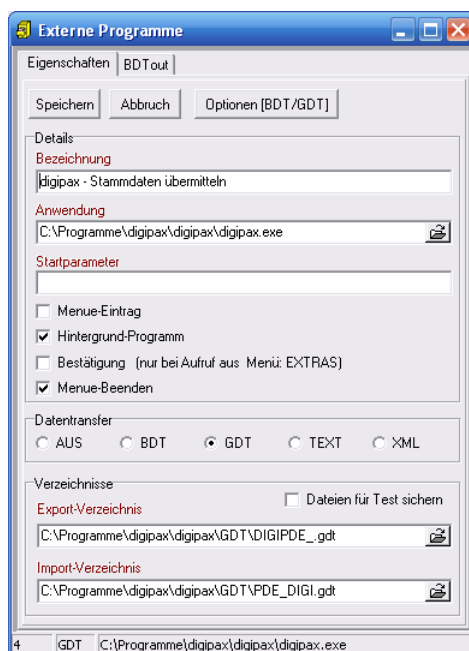 Externe Programme
Eigenschaften BDTout
Speichern Abbruch Optionen [BDT/GDT]
Details
Bezeichnung
digipax - Stammdaten übermitteln
Anwendung
C:\Programme\digipax\digipax\digipax.exe
Startparameter
Menue-Eintrag
Hintergrund-Programm
Bestätigung (nur bei Aufruf aus Menü: EXTRAS)
Menue-Beenden
Datentransfer
AUS BDT GDT TEXT XML
Verzeichnisse
Dateien für Test sichern
Export-Verzeichnis
C:\Programme\digipax\digipax\GDT\DIGIPDE_.gdt
Import-Verzeichnis
C:\Programme\digipax\digipax\GDT\PDE_DIGI.gdt
4 GDT C:\Programme\digipax\digipax\digipax.exe